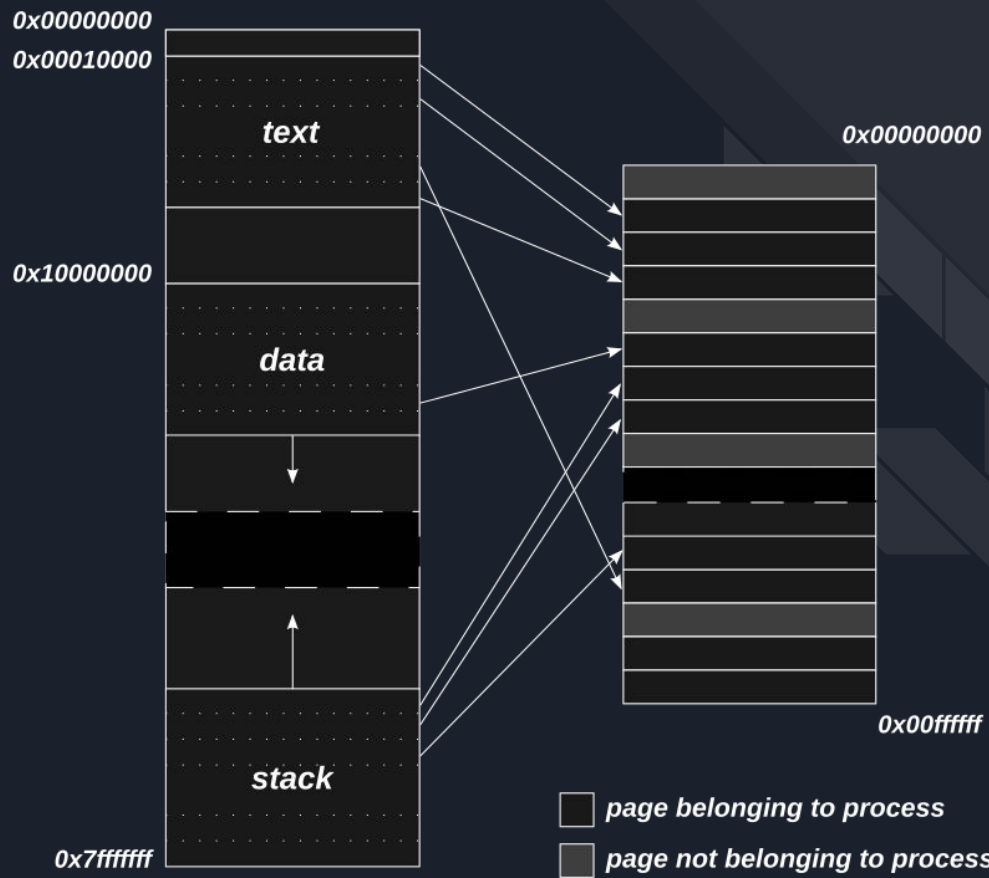 0x00000000
0x00010000
text
0x10000000
data
stack
0x7fffffff
0x00000000
0x00ffffff
page belonging to process
page not belonging to process